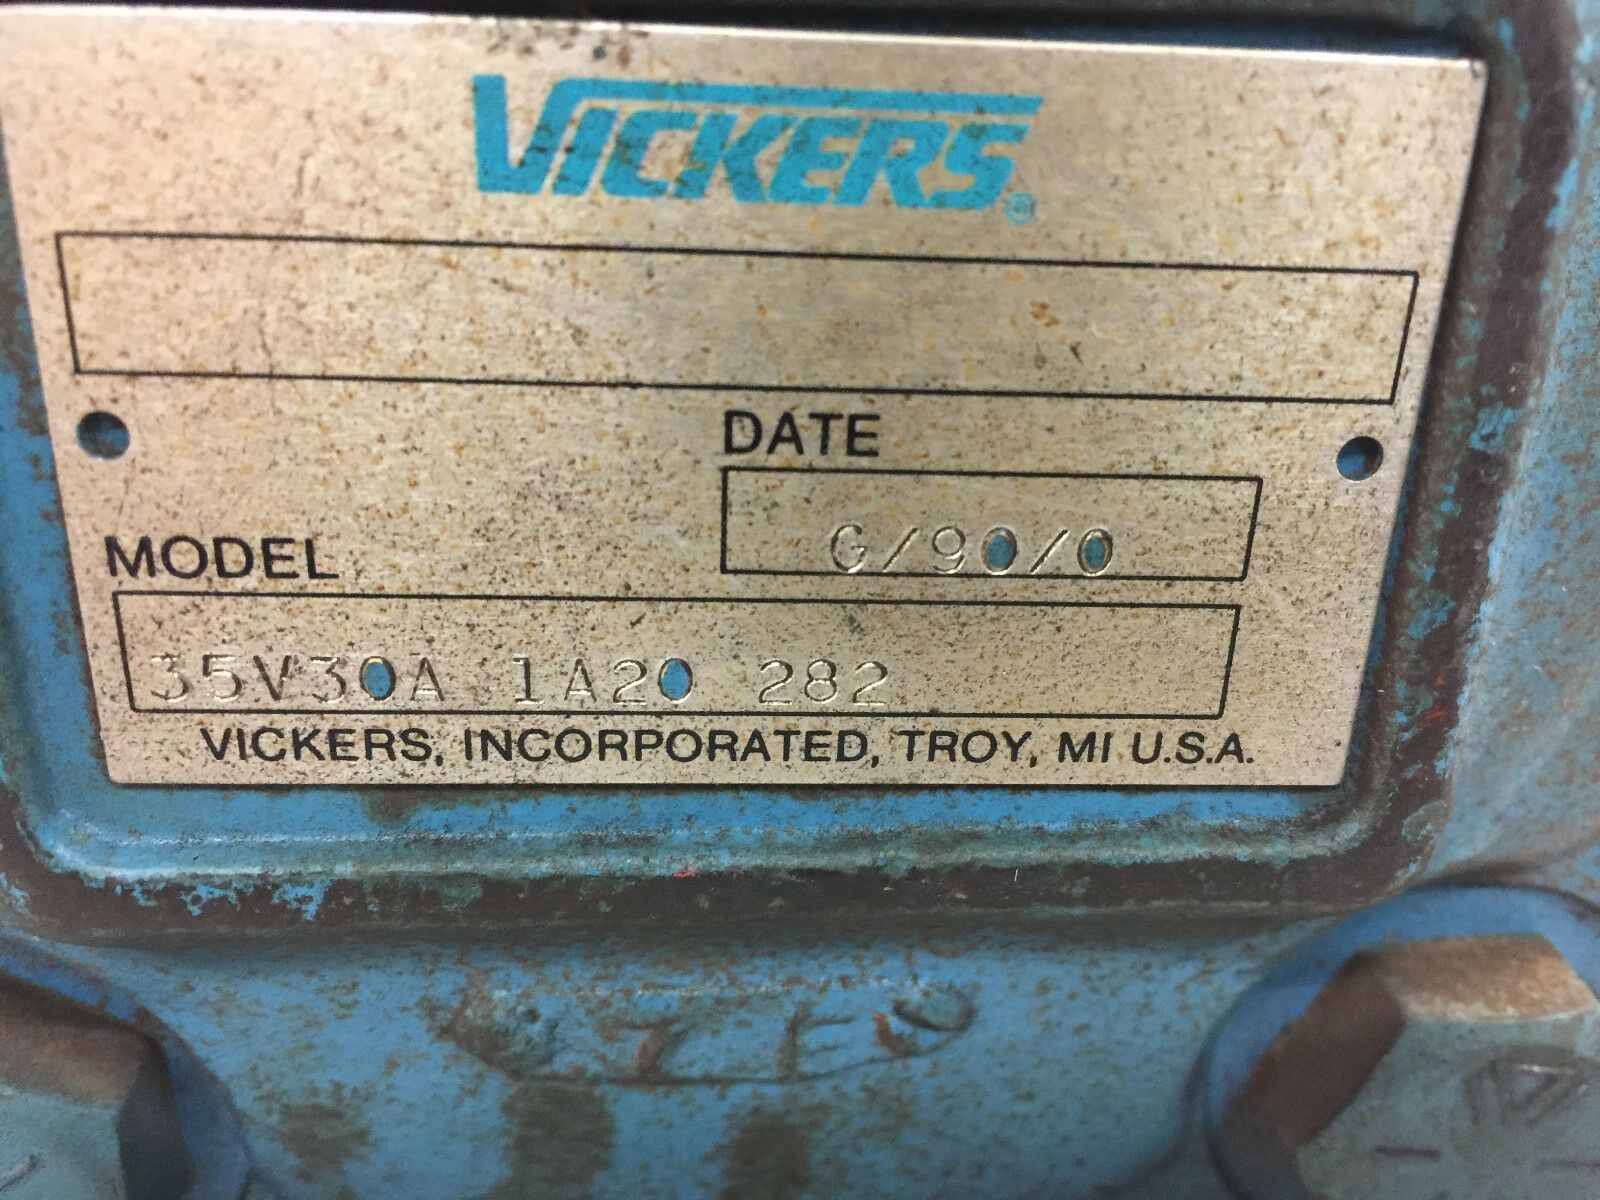 VICKERS®
DATE
G/90/0
MODEL
35V30A 1A20 282
VICKERS, INCORPORATED, TROY, MI U.S.A.